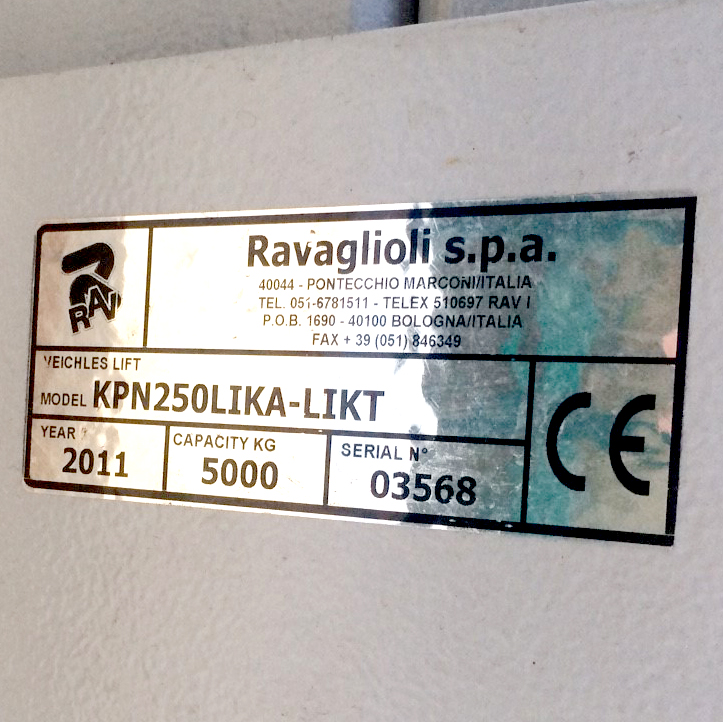 RAV
Ravaglioli s.p.a.
40044 - PONTECCHIO MARCONI/ITALIA
TEL. 051-6781511 - TELEX 510697 RAV I
P.O.B. 1690 - 40100 BOLOGNA/ITALIA
FAX + 39 (051) 846349
VEICHLES LIFT
MODEL KPN250LIKA-LIKT
YEAR
2011
CAPACITY KG
5000
SERIAL N°
03568
CE